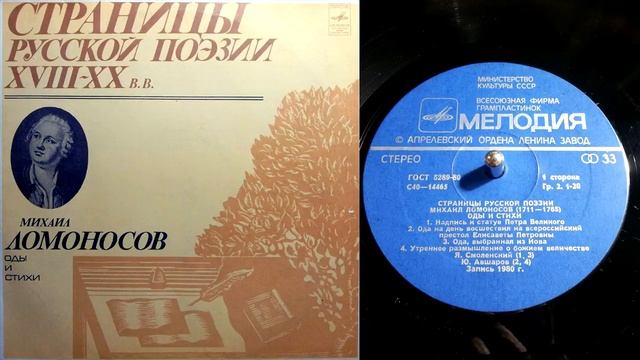 СТРАНИЦЫ
РУССКОЙ ПОЭЗИИ
XVIII-XX В.В.
МИХАИЛ
ЛОМОНОСОВ
ОДЫ
И
СТИХИ
МИНИСТЕРСТВО
КУЛЬТУРЫ СССР
ВСЕСОЮЗНАЯ ФИРМА
ГРАМПЛАСТИНОК
МЕЛОДИЯ
© АПРЕЛЕВСКИЙ ОРДЕНА ЛЕНИНА ЗАВОД
СТЕРЕО 33
ГОСТ 5289-80 1 сторона
С40—14465 Гр. 2. 1-20
СТРАНИЦЫ РУССКОЙ ПОЭЗИИ
МИХАИЛ ЛОМОНОСОВ (1711—1765)
ОДЫ И СТИХИ
1. Надпись к статуе Петра Великого
2. Ода на день восшествия на всероссийский
престол Елисаветы Петровны
3. Ода, выбранная из Иова
4. Утреннее размышление о божием величестве
Я. Смоленский (1, 3)
Ю. Авшаров (2, 4)
Запись 1980 г.